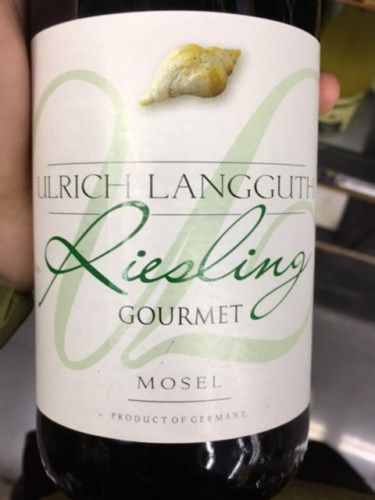 ULRICH LANGGUTH
Riesling
GOURMET
MOSEL
PRODUCT OF GERMANY